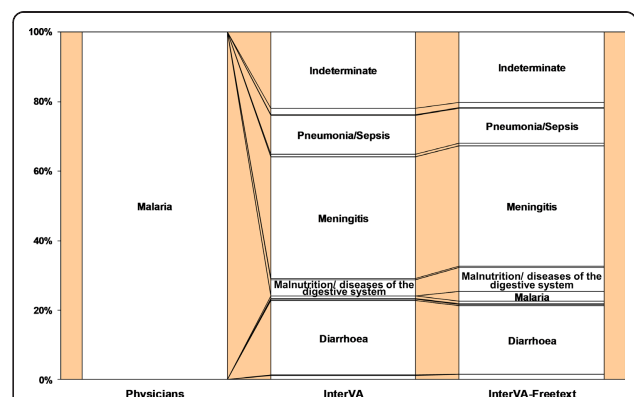 100%
80%
60%
40%
20%
0%
Malaria
Indeterminate
Pneumonia/Sepsis
Meningitis
Malnutrition/ diseases of the
digestive system
Diarrhoea
Indeterminate
Pneumonia/Sepsis
Meningitis
Malnutrition/ diseases of the
digestive system
Malaria
Diarrhoea
Physicians
InterVA
InterVA-Freetext